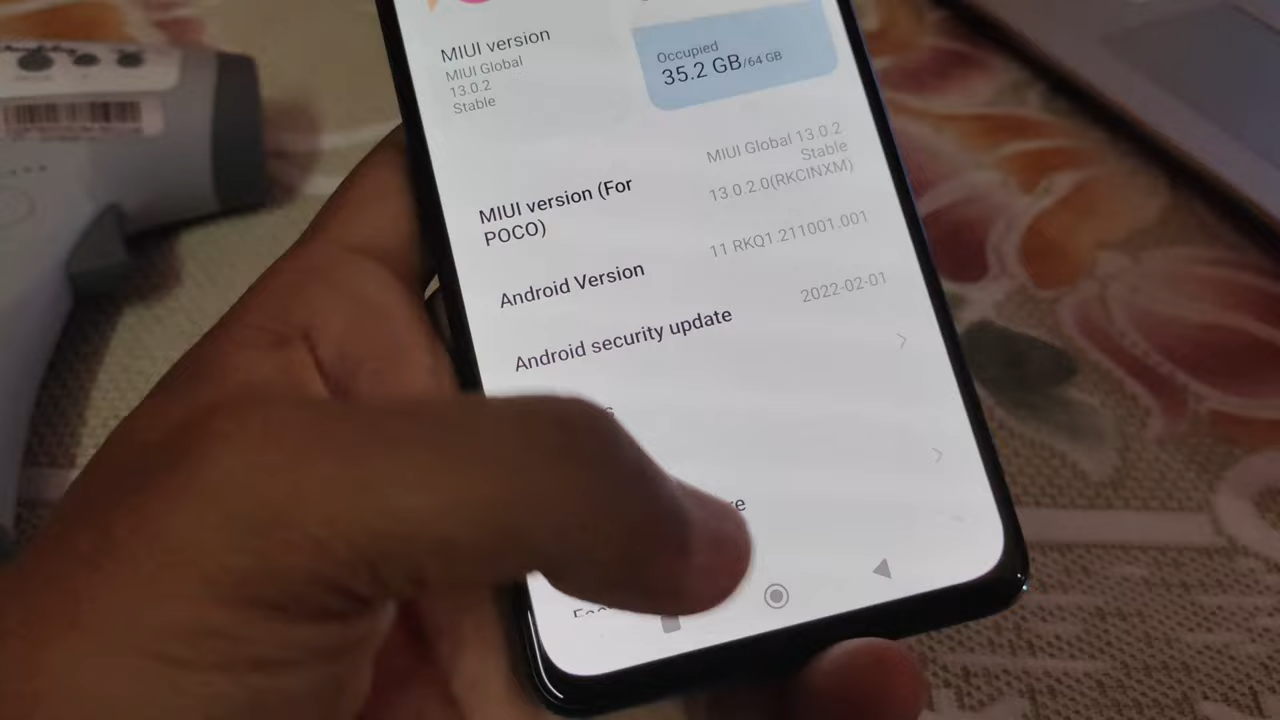 MIUI version
MIUI Global
13.0.2
Stable
Occupied
35.2 GB/64 GB
MIUI version (For
POCO)
MIUI Global 13.0.2
Stable
13.0.2.0(RKCINXM)
Android Version
11 RKQ1.211001.001
Android security update
2022-02-01